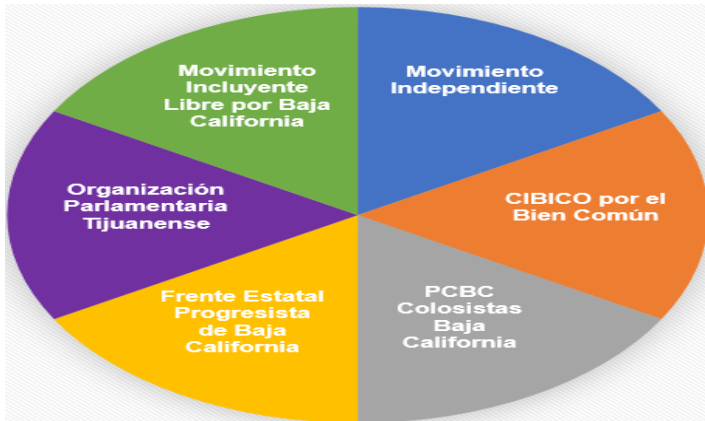 Movimiento
Incluyente
Libre por Baja
California
Movimiento
Independiente
Organización
Parlamentaria
Tijuanense
CIBICO por el
Bien Común
Frente Estatal
Progresista
de Baja
California
PCBC
Colosistas
Baja
California